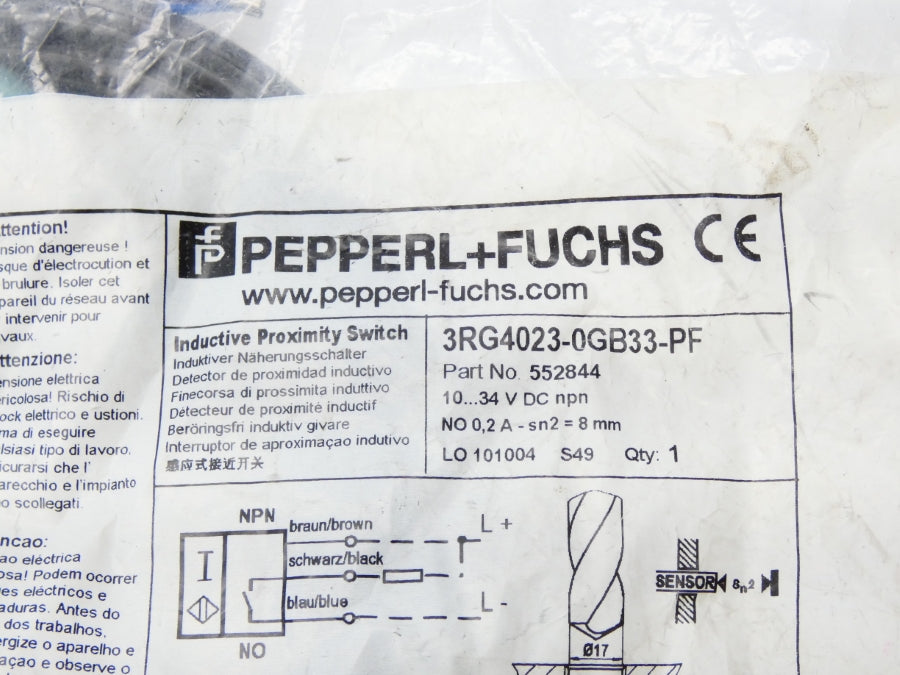 ttention!
nsion dangereuse !
sque d'électrocution et
brulure. Isoler cet
pareil du réseau avant
intervenir pour
vaux.
ttenzione:
ensione elettrica
ericolosa! Rischio di
ock elettrico e ustioni.
ma di eseguire
alsiasi tipo di lavoro,
icurarsi che l'
arecchio e l'impianto
o scollegati.
ncao:
ao eléctrica
osa! Podem ocorrer
es eléctricos e
aduras. Antes do
dos trabalhos,
ergize o aparelho e
açao e observe o
PEPPERL+FUCHS CE
www.pepperl-fuchs.com
Inductive Proximity Switch
Induktiver Näherungsschalter
Detector de proximidad inductivo
Finecorsa di prossimita induttivo
Détecteur de proximité inductif
Beröringsfri induktiv givare
Interruptor de aproximaçao indutivo
感应式接近开关
3RG4023-0GB33-PF
Part No. 552844
10...34 V DC npn
NO 0,2 A - sn2 = 8 mm
LO 101004 S49 Qty: 1
NPN
braun/brown
L +
schwarz/black
blau/blue
L -
I
NO
SENSOR
sn2
Ø17